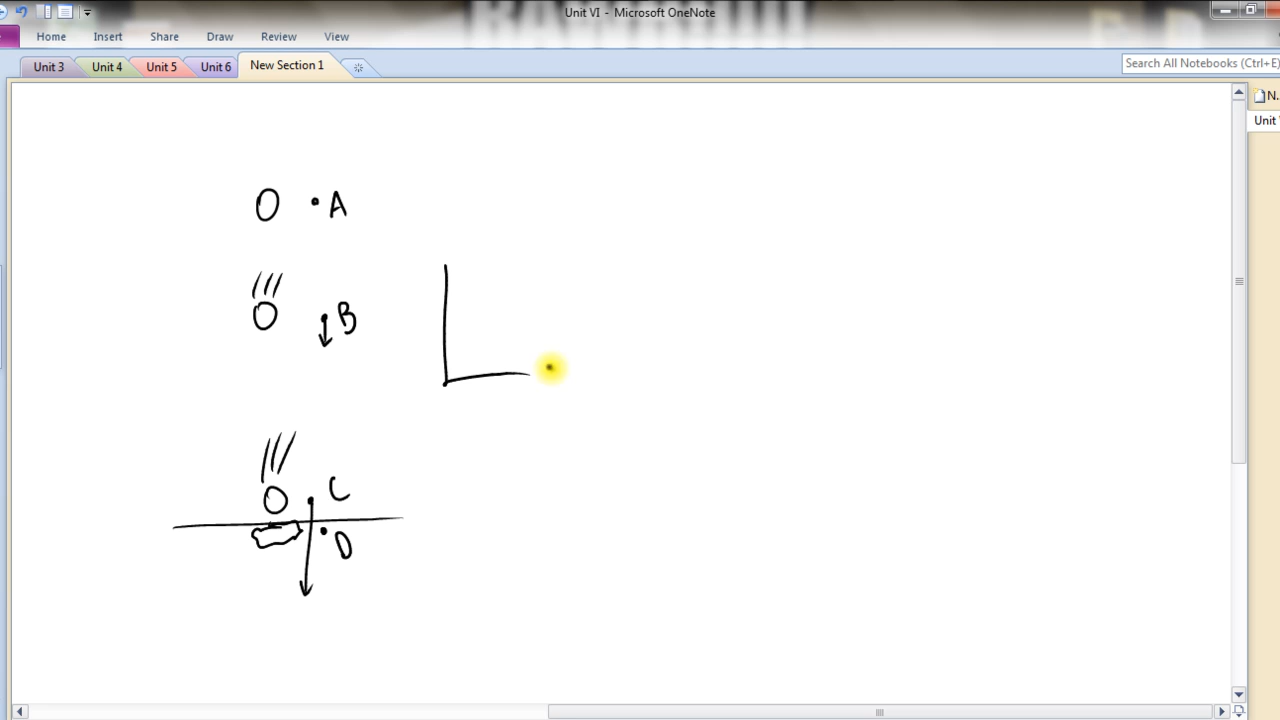 Unit VI - Microsoft OneNote
Home Insert Share Draw Review View
Unit 3 Unit 4 Unit 5 Unit 6 New Section 1
Search All Notebooks (Ctrl+E)
N.
Unit
A
B
C
D